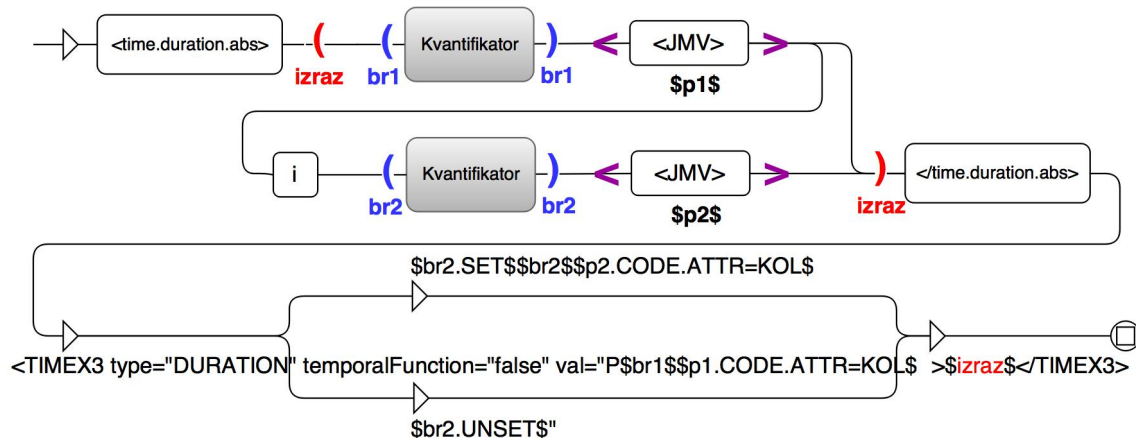 <time.duration.abs> ( Kvantifikator ) < <JMV> >
izraz br1 br1 $p1$
i ( Kvantifikator ) < <JMV> > ) </time.duration.abs>
br2 br2 $p2$ izraz
$br2.SET$$br2$$p2.CODE.ATTR=KOL$
<TIMEX3 type="DURATION" temporalFunction="false" val="P$br1$$p1.CODE.ATTR=KOL$ >$izraz$</TIMEX3>
$br2.UNSET$"